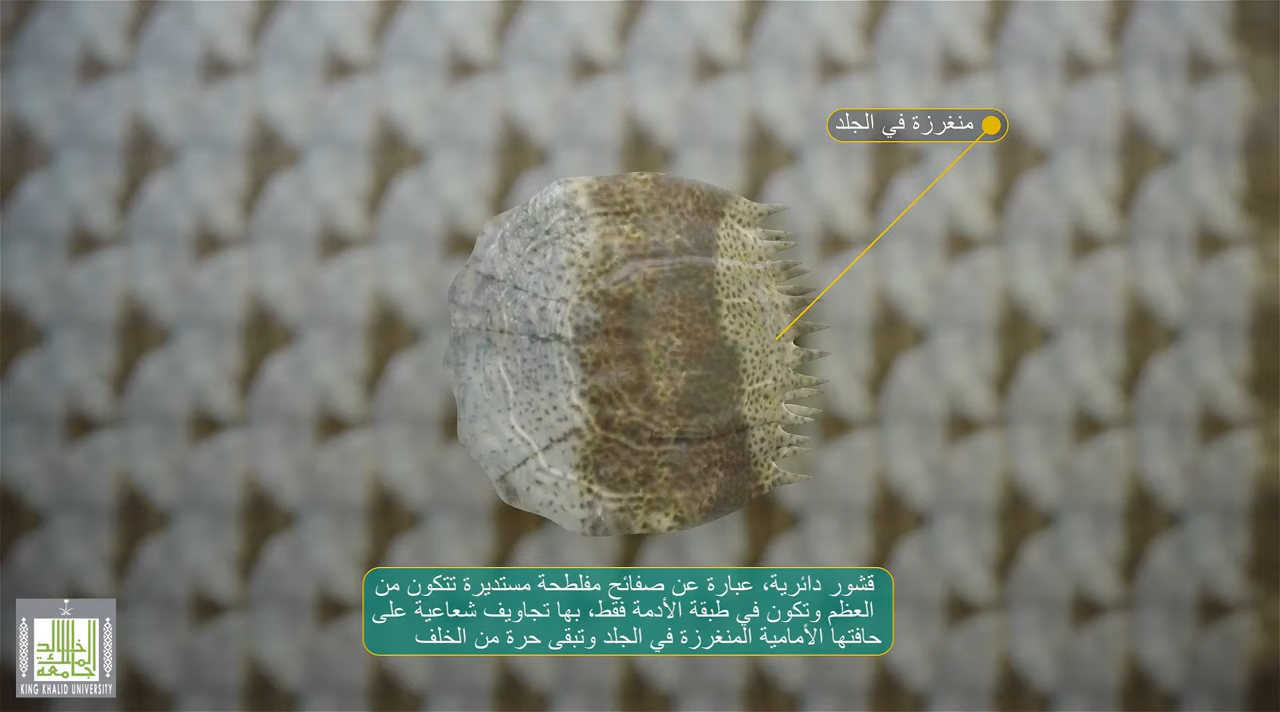 منغرزة في الجلد
قشور دائرية، عبارة عن صفائح مفلطحة مستديرة تتكون من
العظم وتكون في طبقة الأدمة فقط، بها تجاويف شعاعية على
حافتها الأمامية المنغرزة في الجلد وتبقى حرة من الخلف
جامعة الملك خالد
KING KHALID UNIVERSITY